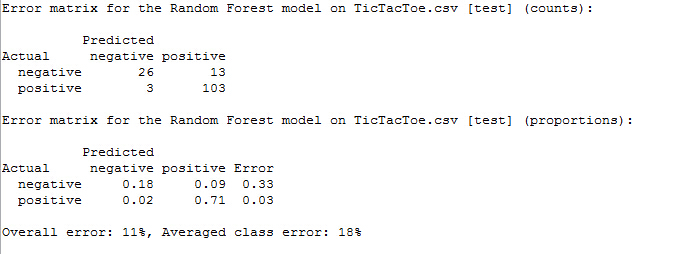 Error matrix for the Random Forest model on TicTacToe.csv [test] (counts):
Predicted
Actual negative positive
negative 26 13
positive 3 103
Error matrix for the Random Forest model on TicTacToe.csv [test] (proportions):
Predicted
Actual negative positive Error
negative 0.18 0.09 0.33
positive 0.02 0.71 0.03
Overall error: 11%, Averaged class error: 18%